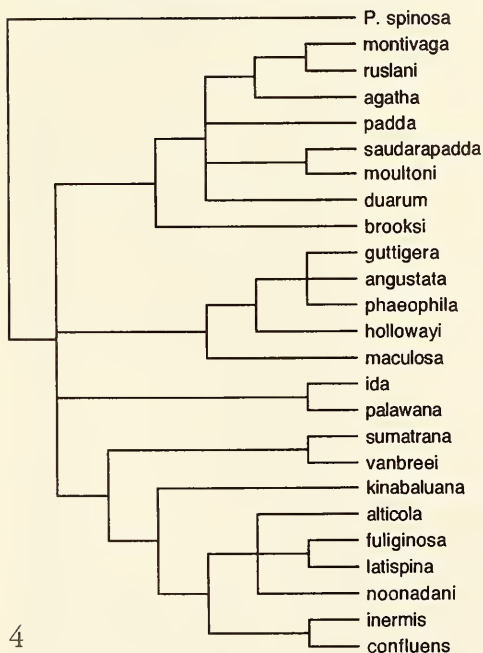 P. spinosa
montivaga
ruslani
agatha
padda
saudarapadda
moultoni
duarum
brooksi
guttigera
angustata
phaeophila
hollowayi
maculosa
ida
palawana
sumatrana
vanbreei
kinabaluana
alticola
fuliginosa
latispina
noonadani
inermis
confluens
4